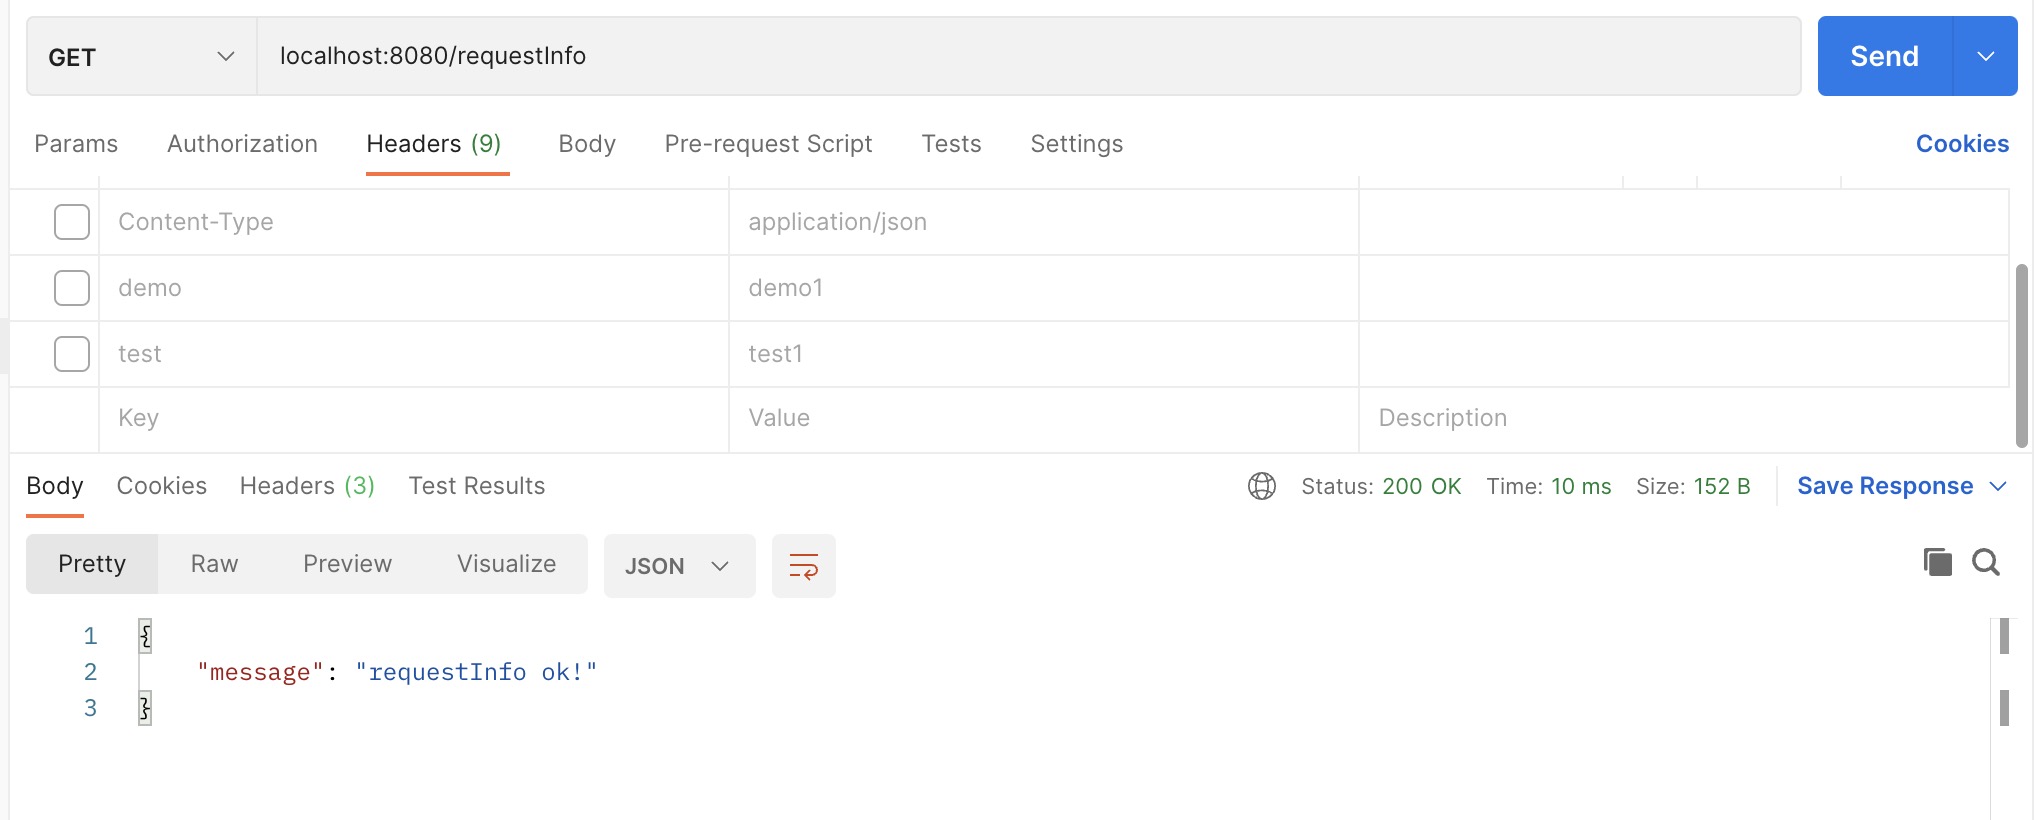 GET localhost:8080/requestInfo Send
Params Authorization Headers (9) Body Pre-request Script Tests Settings Cookies
Content-Type application/json
demo demo1
test test1
Key Value Description
Body Cookies Headers (3) Test Results Status: 200 OK Time: 10 ms Size: 152 B Save Response
Pretty Raw Preview Visualize JSON
1 {
2 "message": "requestInfo ok!"
3 }